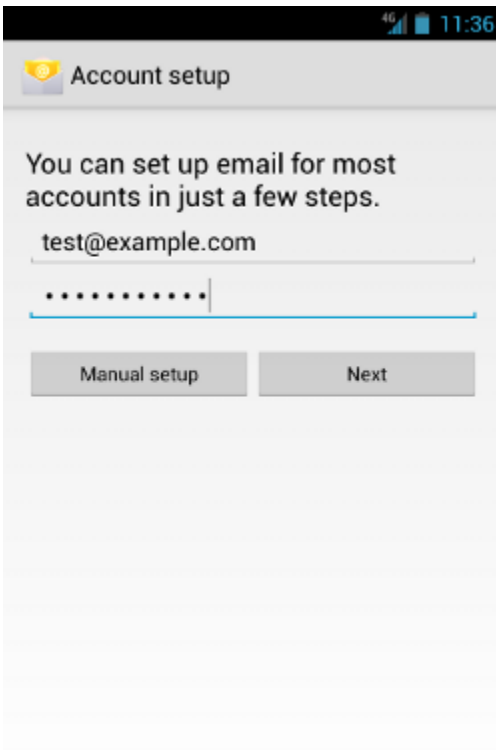 4G 11:36
Account setup
You can set up email for most
accounts in just a few steps.
test@example.com
•••••••••••
Manual setup Next